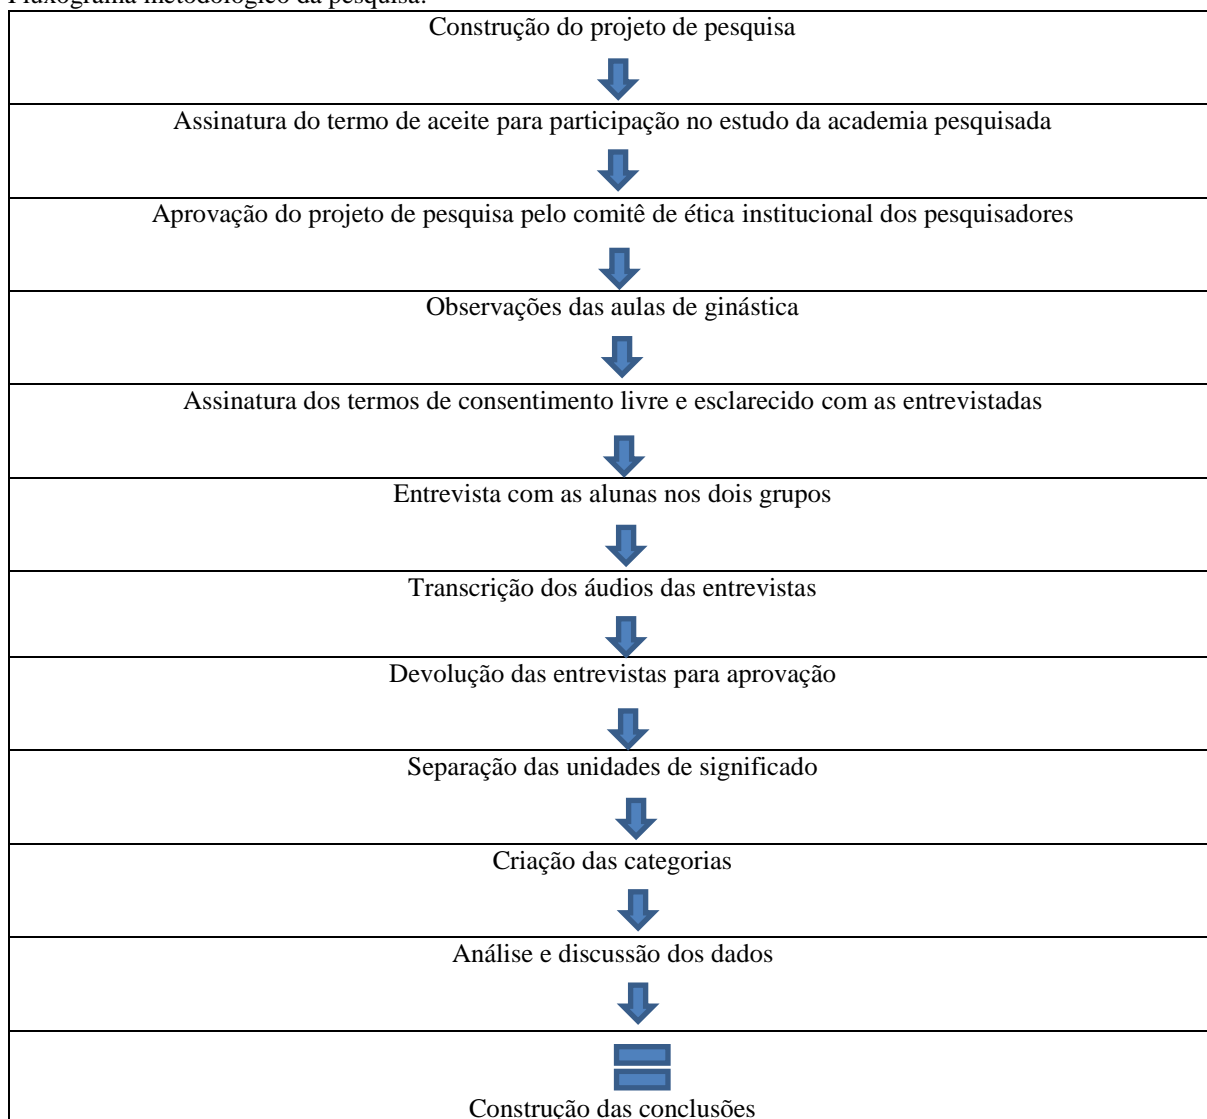 Fluxograma metodológico da pesquisa:
Construção do projeto de pesquisa
Assinatura do termo de aceite para participação no estudo da academia pesquisada
Aprovação do projeto de pesquisa pelo comitê de ética institucional dos pesquisadores
Observações das aulas de ginástica
Assinatura dos termos de consentimento livre e esclarecido com as entrevistadas
Entrevista com as alunas nos dois grupos
Transcrição dos áudios das entrevistas
Devolução das entrevistas para aprovação
Separação das unidades de significado
Criação das categorias
Análise e discussão dos dados
Construção das conclusões